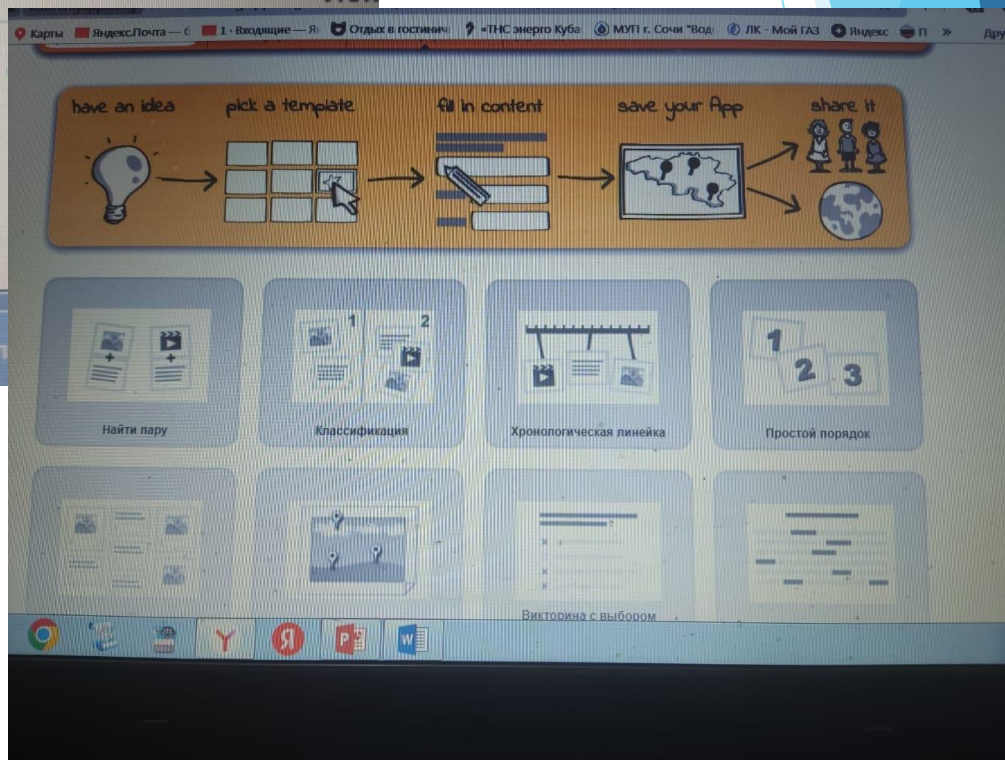 Карты Яндекс.Почта — 1 · Входящие — Я Отдых в гостинич «ТНС энерго Куба МУП г. Сочи "Вод ЛК - Мой ГАЗ Яндекс П » Дру
have an idea pick a template fill in content save your App share it
1 2 1 2 3
Найти пару Классификация Хронологическая линейка Простой порядок
Викторина с выбором